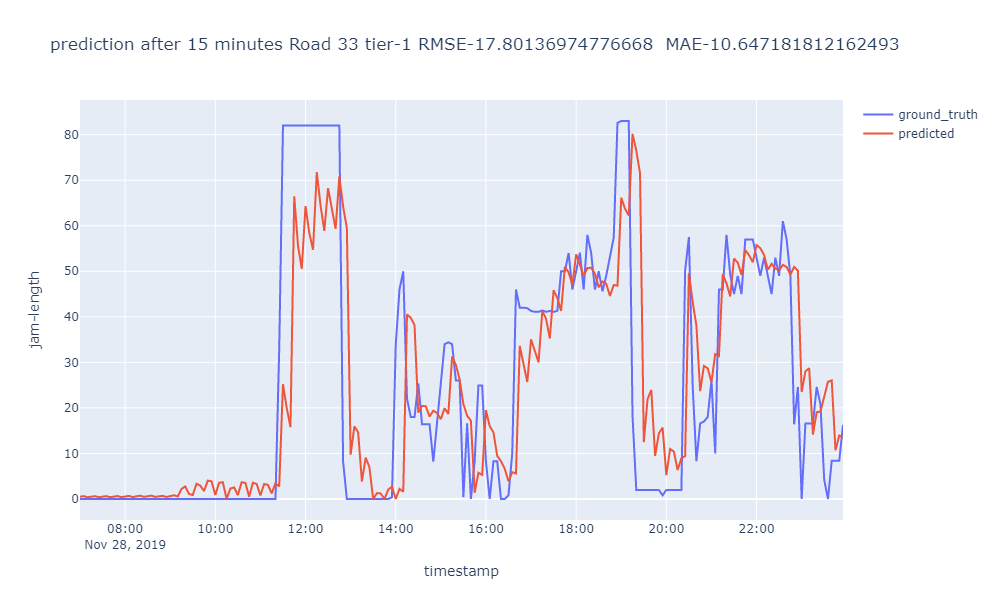 prediction after 15 minutes Road 33 tier-1 RMSE-17.80136974776668  MAE-10.647181812162493
ground_truth
predicted
80
70
60
50
40
30
20
10
0
jam-length
08:00 10:00 12:00 14:00 16:00 18:00 20:00 22:00
Nov 28, 2019
timestamp